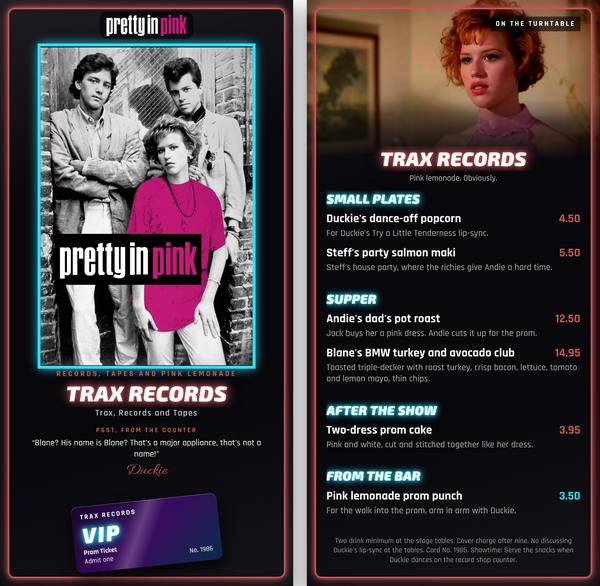 pretty in pink
pretty in pink
RECORDS, TAPES AND PINK LEMONADE
TRAX RECORDS
Trax, Records and Tapes
PSST, FROM THE COUNTER
"Blane? His name is Blane? That's a major appliance, that's not a
name!"
Duckie
TRAX RECORDS
VIP
Prom Ticket
Admit one
No. 1986
ON THE TURNTABLE
TRAX RECORDS
Pink lemonade. Obviously.
SMALL PLATES
Duckie's dance-off popcorn 4.50
For Duckie's Try a Little Tenderness lip-sync.
Steff's party salmon maki 5.50
Steff's house party, where the richies give Andie a hard time.
SUPPER
Andie's dad's pot roast 12.50
Jack buys her a pink dress. Andie cuts it up for the prom.
Blane's BMW turkey and avocado club 14.95
Toasted triple-decker with roast turkey, crisp bacon, lettuce, tomato
and lemon mayo, thin chips.
AFTER THE SHOW
Two-dress prom cake 3.95
Pink and white, cut and stitched together like her dress.
FROM THE BAR
Pink lemonade prom punch 3.50
For the walk into the prom, arm in arm with Duckie.
Two drink minimum at the stage tables. Cover charge after nine. No discussing
Duckie's lip-sync at the tables. Card No. 1986. Showtime: Serve the snacks when
Duckie dances on the record shop counter.